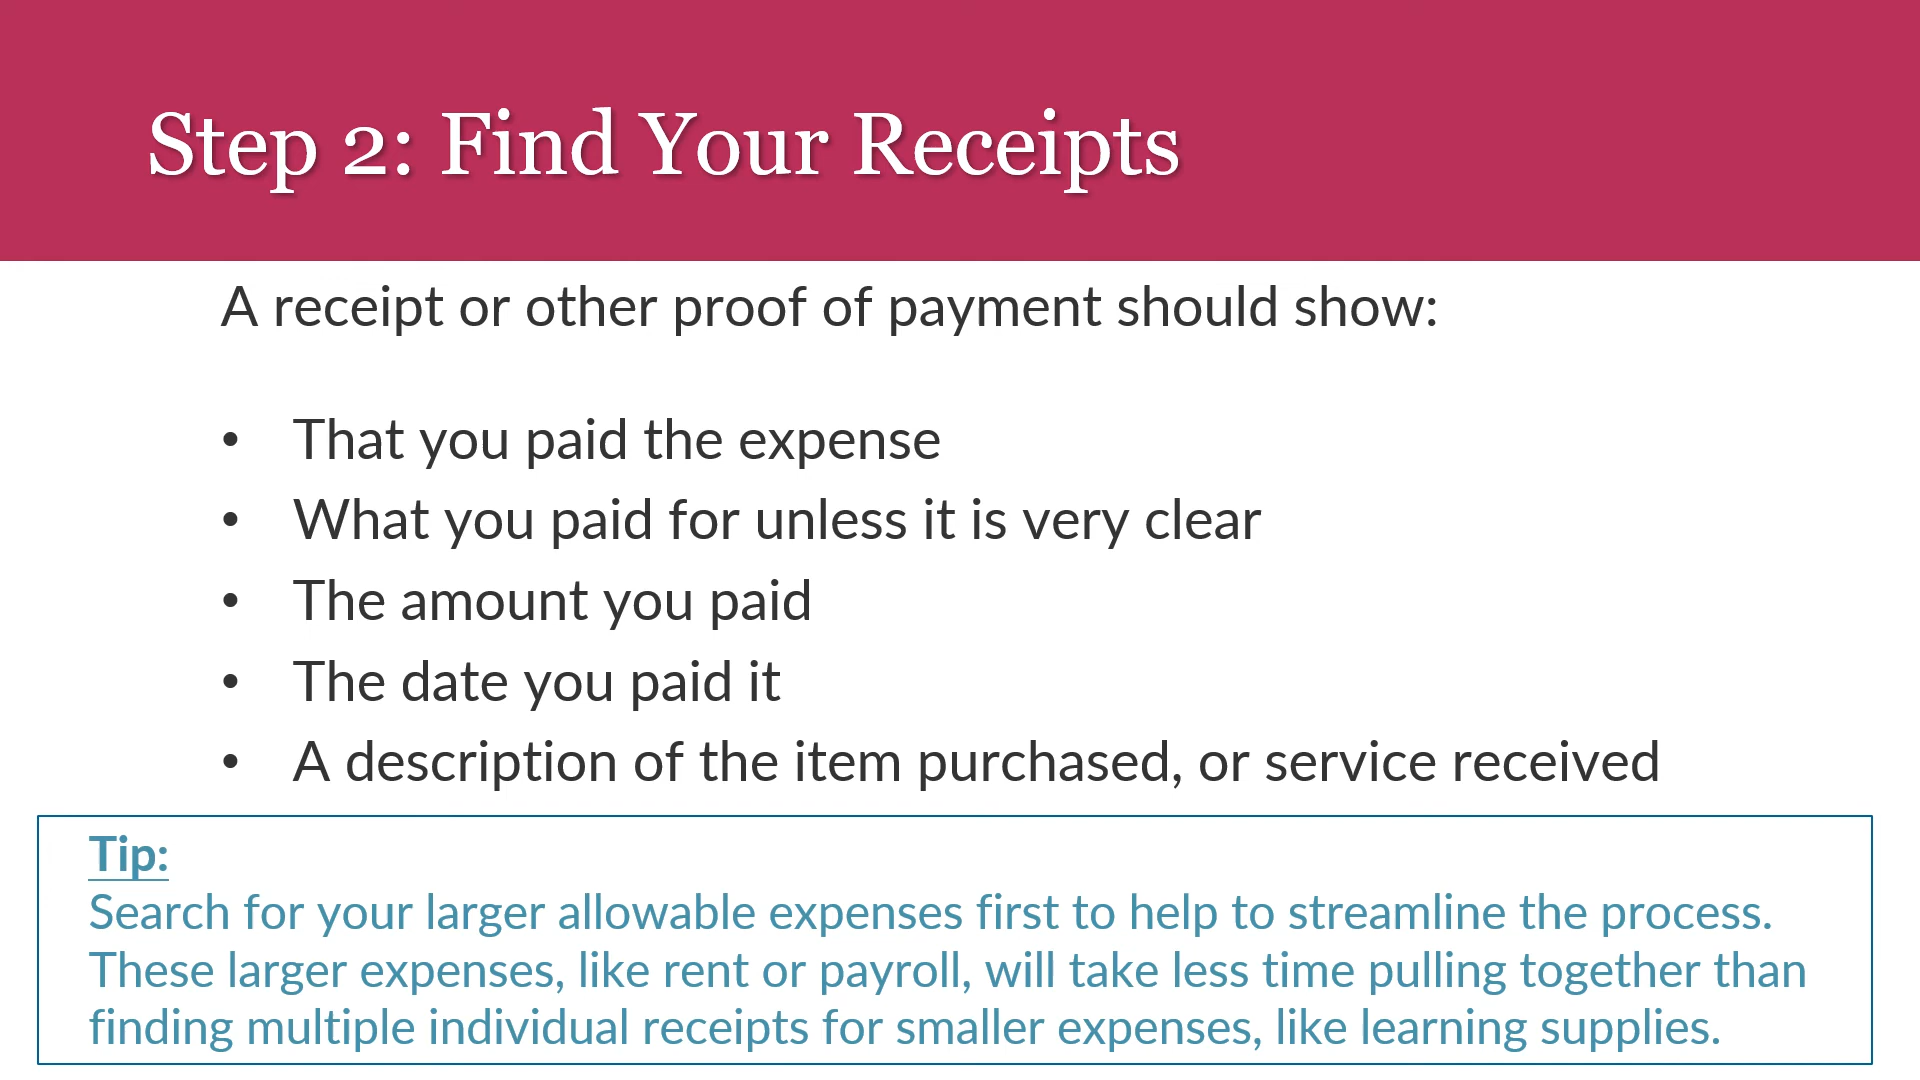 Step 2: Find Your Receipts
A receipt or other proof of payment should show:
• That you paid the expense
• What you paid for unless it is very clear
• The amount you paid
• The date you paid it
• A description of the item purchased, or service received
Tip:
Search for your larger allowable expenses first to help to streamline the process.
These larger expenses, like rent or payroll, will take less time pulling together than
finding multiple individual receipts for smaller expenses, like learning supplies.